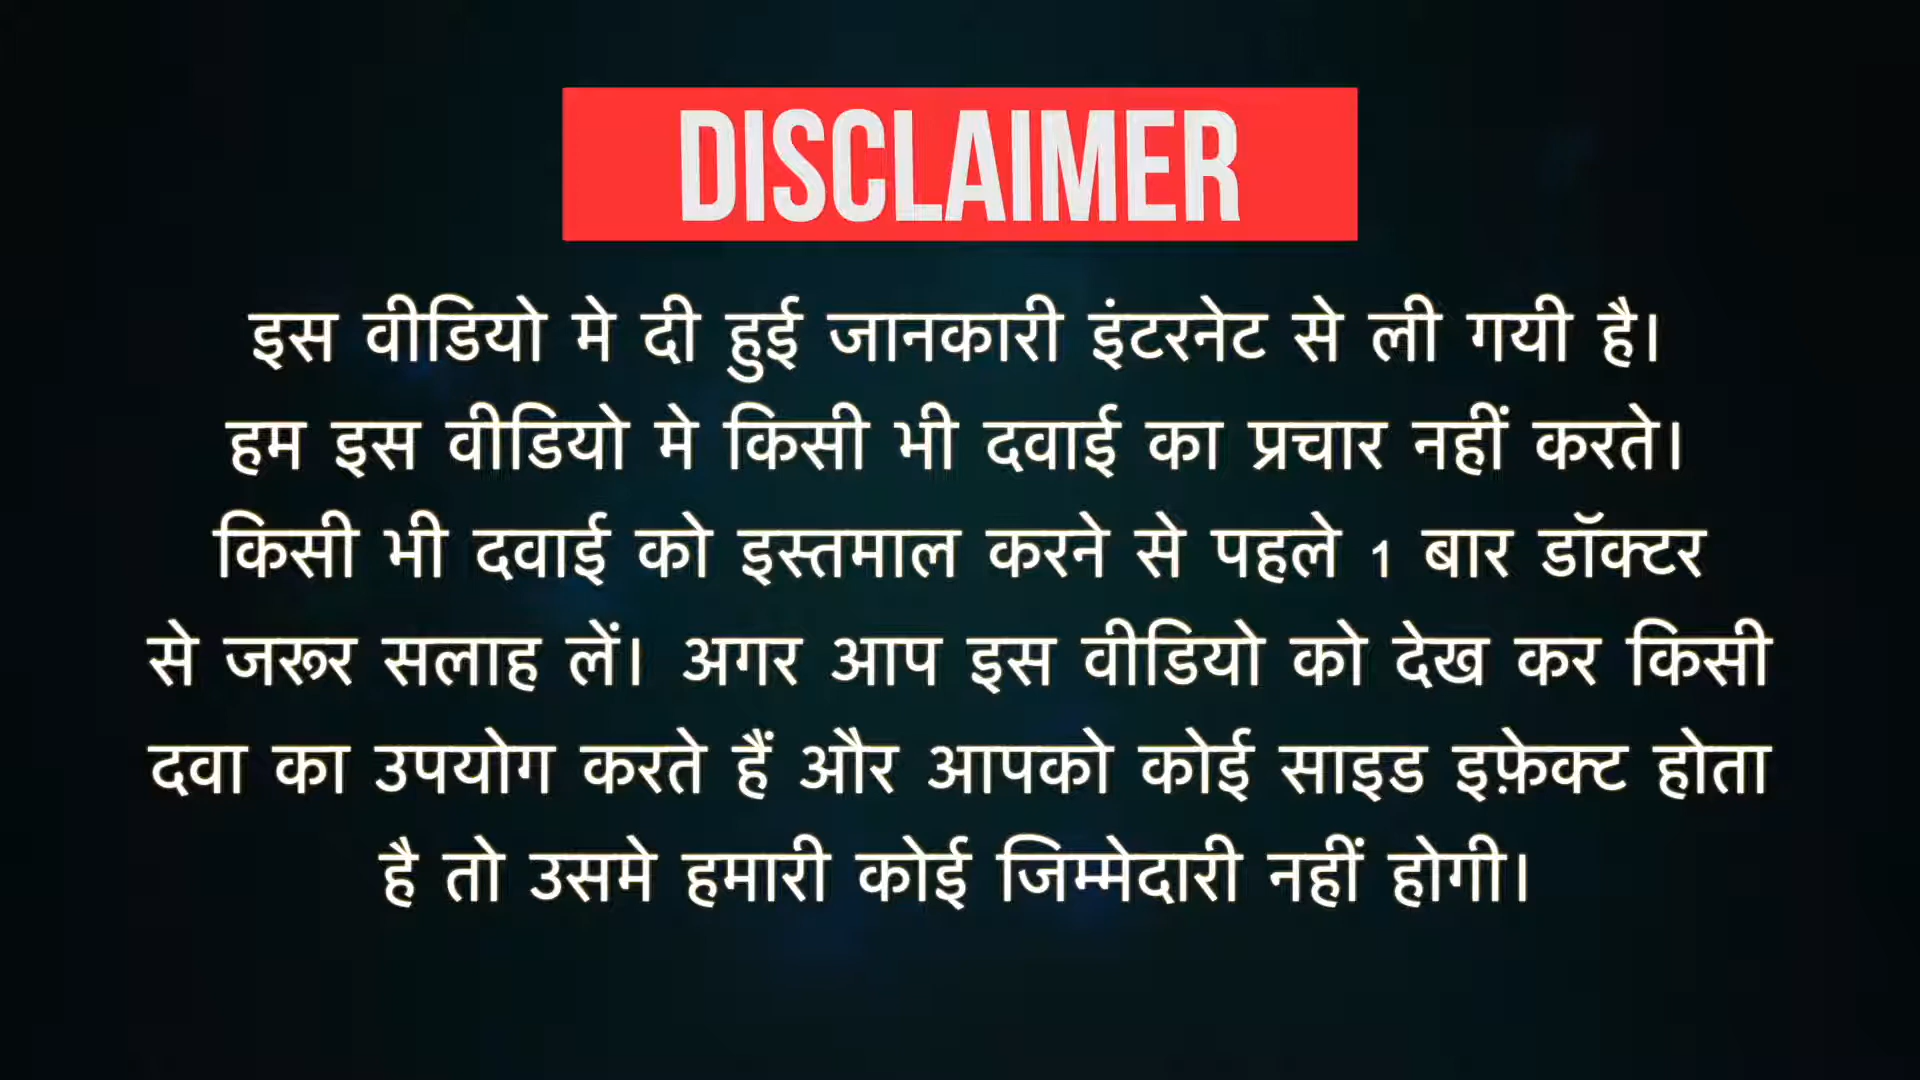 DISCLAIMER
इस वीडियो मे दी हुई जानकारी इंटरनेट से ली गयी है।
हम इस वीडियो मे किसी भी दवाई का प्रचार नहीं करते।
किसी भी दवाई को इस्तमाल करने से पहले 1 बार डॉक्टर
से जरूर सलाह लें। अगर आप इस वीडियो को देख कर किसी
दवा का उपयोग करते हैं और आपको कोई साइड इफ़ेक्ट होता
है तो उसमे हमारी कोई जिम्मेदारी नहीं होगी।